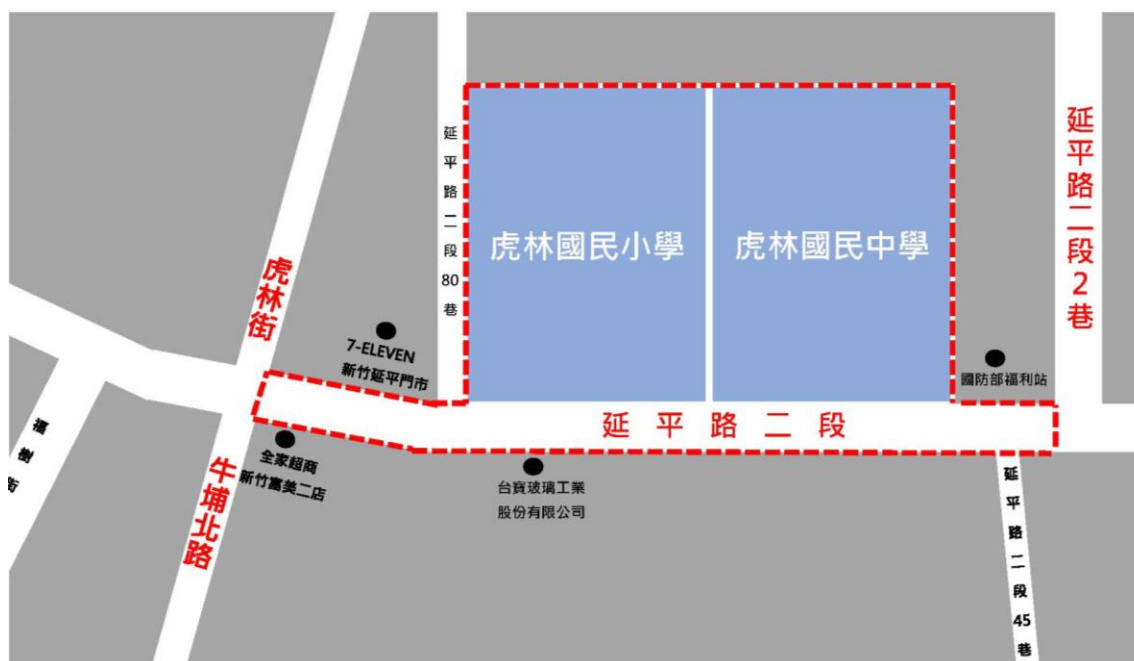 延平路二段80巷
延平路二段2巷
虎林國民小學
虎林國民中學
虎林街
7-ELEVEN
新竹延平門市
國防部福利站
延平路二段
福樹街
全家超商
新竹富美二店
牛埔北路
台寶玻璃工業
股份有限公司
延平路二段45巷